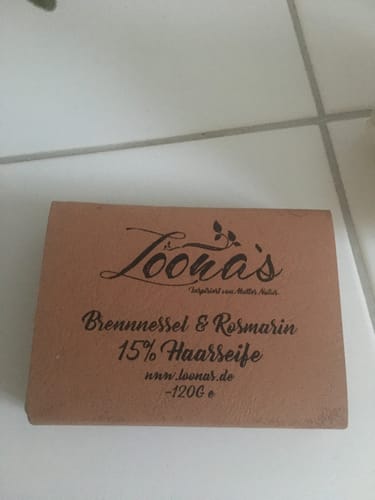 Loona's
Inspiriert von Mutter Natur
Brennnessel & Rosmarin
15% Haarseife
www.loonas.de
~120G e